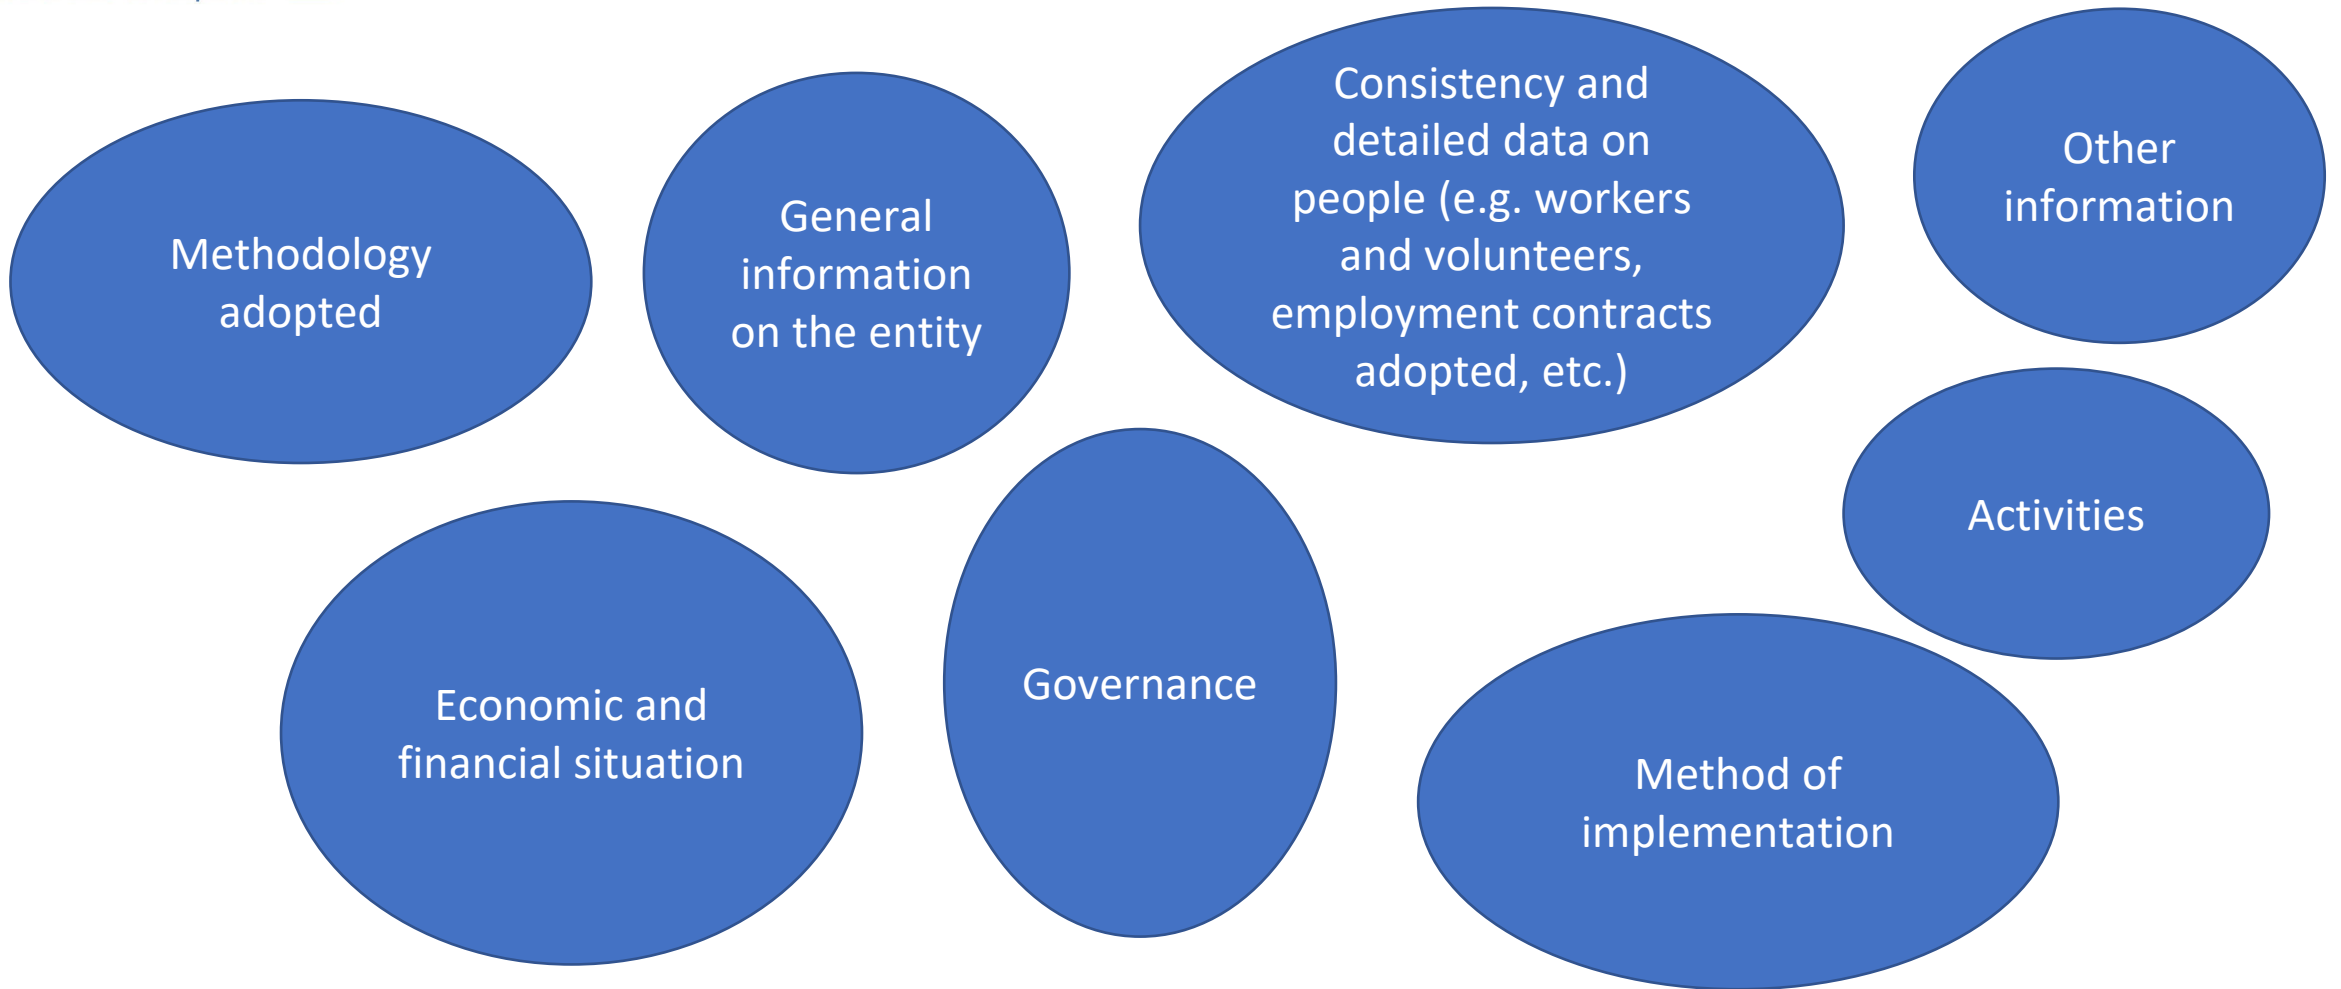 Methodology
adopted
General
information
on the entity
Consistency and
detailed data on
people (e.g. workers
and volunteers,
employment contracts
adopted, etc.)
Other
information
Activities
Economic and
financial situation
Governance
Method of
implementation